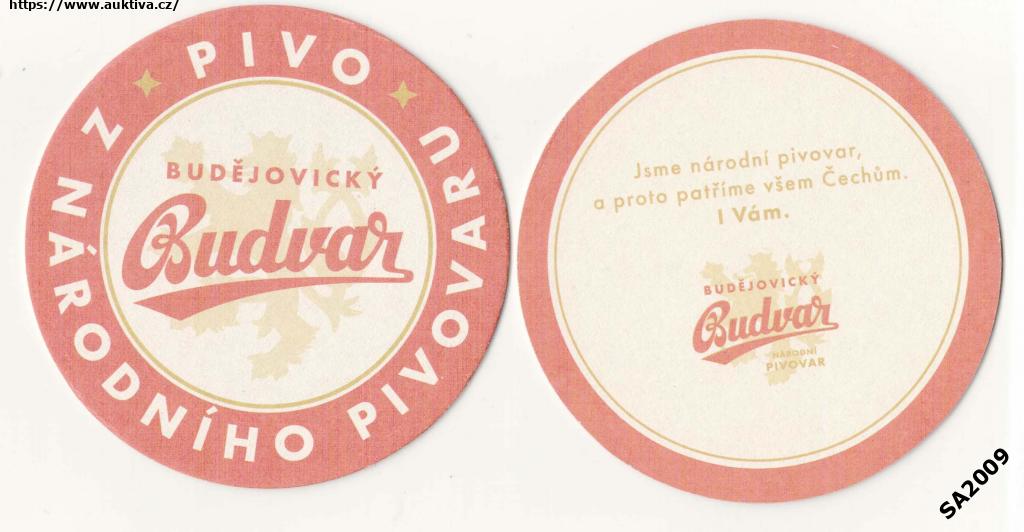 https://www.auktiva.cz/
PIVO
Z NÁRODNÍHO PIVOVARU
BUDĚJOVICKÝ
Budvar
Jsme národní pivovar,
a proto patříme všem Čechům.
I Vám.
BUDĚJOVICKÝ
Budvar
NÁRODNÍ
PIVOVAR
SA2009